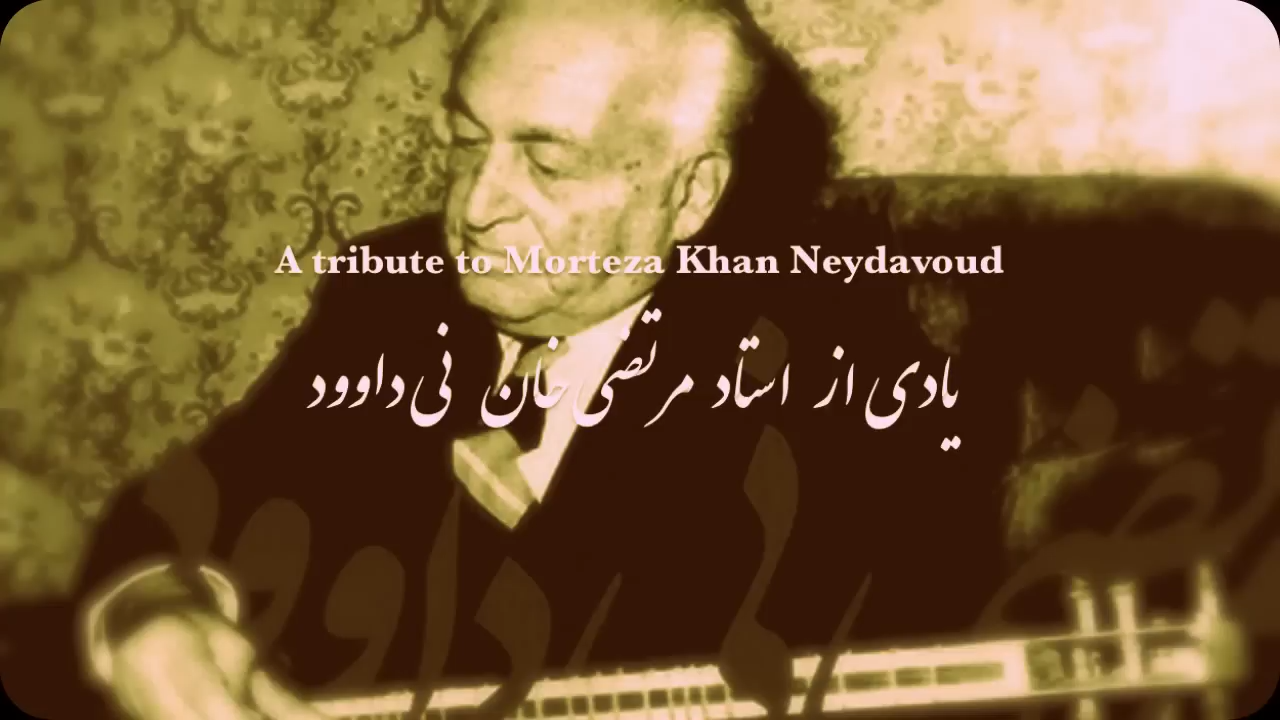 A tribute to Morteza Khan Neydavoud
یادی از استاد مرتضی خان نی داوود